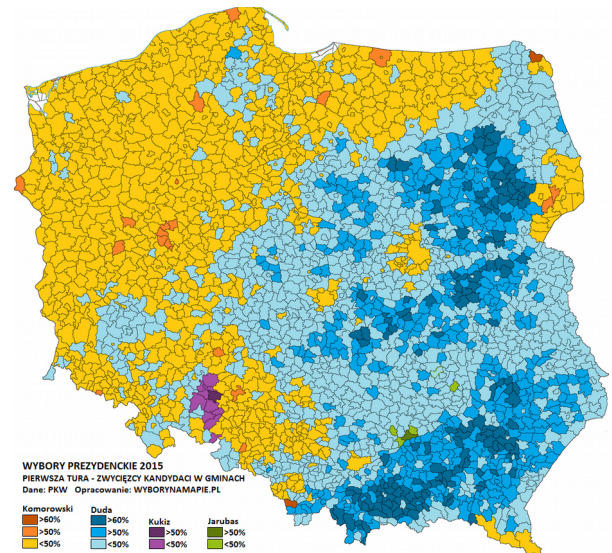 WYBORY PREZYDENCKIE 2015
PIERWSZA TURA - ZWYCIĘZCY KANDYDACI W GMINACH
Dane: PKW Opracowanie: WYBORYNAMAPIE.PL
Komorowski Duda Kukiz Jarubas
>60% >60% >50% >50%
>50% >50% <50% <50%
<50% <50%